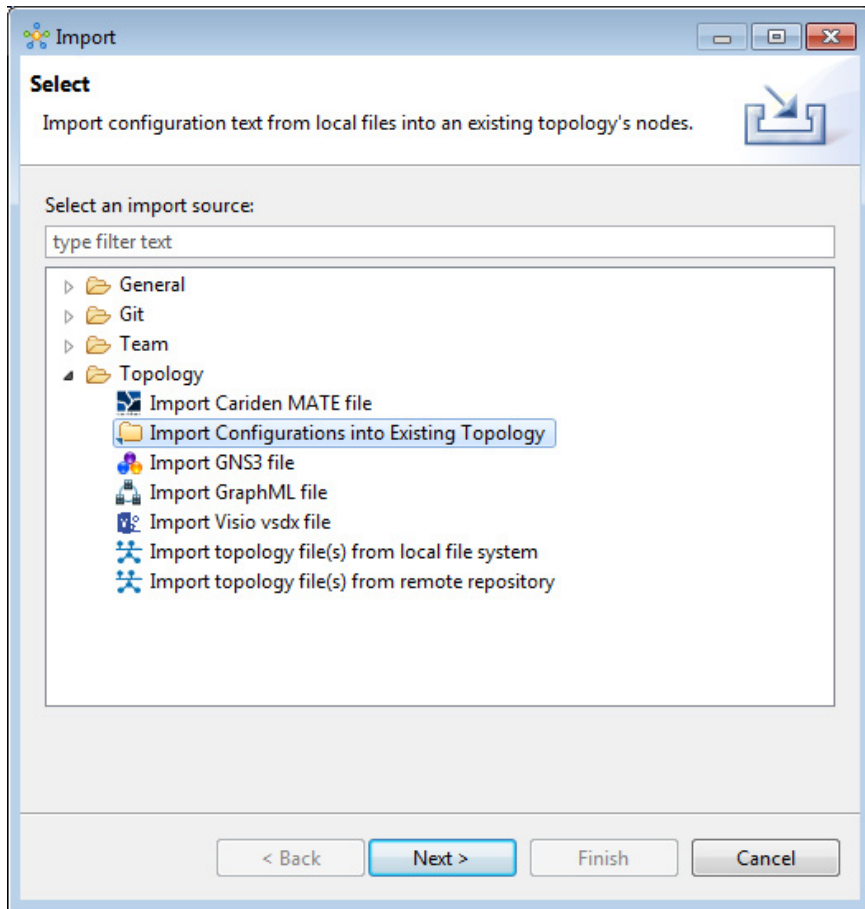 Import
Select
Import configuration text from local files into an existing topology's nodes.
Select an import source:
type filter text
General
Git
Team
Topology
Import Cariden MATE file
Import Configurations into Existing Topology
Import GNS3 file
Import GraphML file
Import Visio vsdx file
Import topology file(s) from local file system
Import topology file(s) from remote repository
< Back Next > Finish Cancel